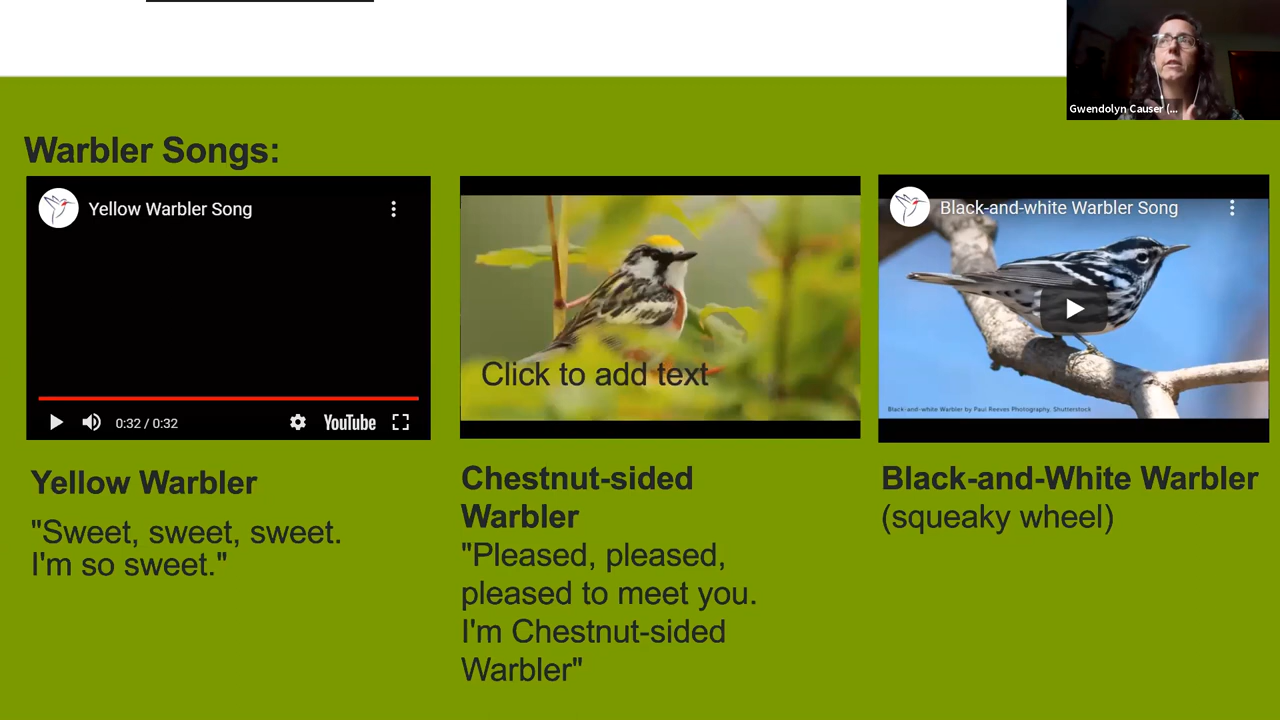 Gwendolyn Causer (...
Warbler Songs:
Yellow Warbler Song
0:32 / 0:32
YouTube
Click to add text
Black-and-white Warbler Song
Black-and-white Warbler by Paul Reeves Photography, Shutterstock
Yellow Warbler
"Sweet, sweet, sweet.
I'm so sweet."
Chestnut-sided
Warbler
"Pleased, pleased,
pleased to meet you.
I'm Chestnut-sided
Warbler"
Black-and-White Warbler
(squeaky wheel)